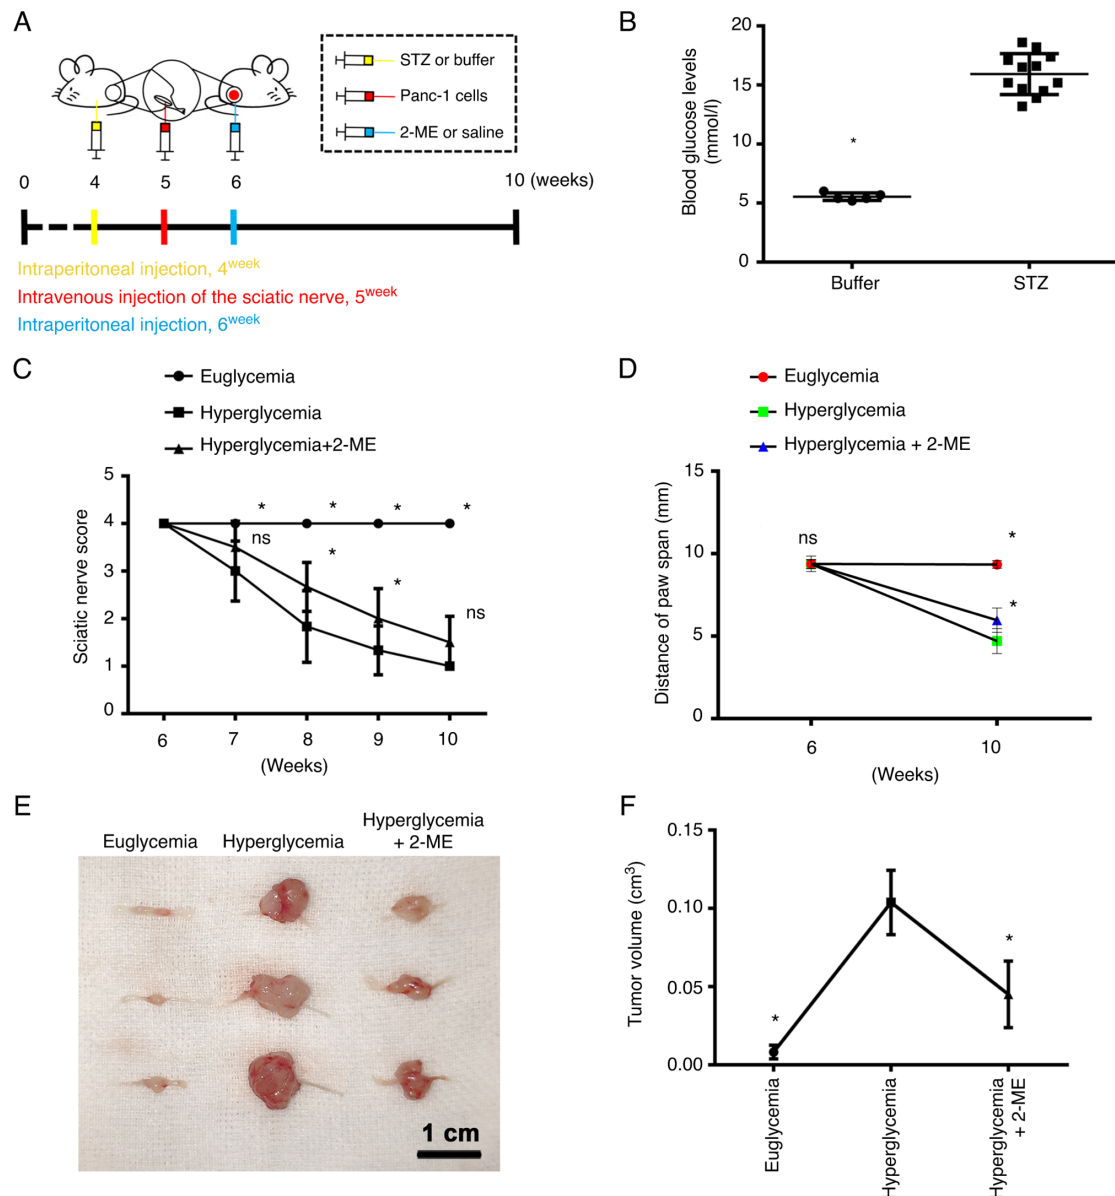 A
STZ or buffer
Panc-1 cells
2-ME or saline
0 4 5 6 10 (weeks)
Intraperitoneal injection, 4week
Intravenous injection of the sciatic nerve, 5week
Intraperitoneal injection, 6week
B
Blood glucose levels
(mmol/l)
20
15
10
5
0
*
Buffer STZ
C
Euglycemia
Hyperglycemia
Hyperglycemia+2-ME
Sciatic nerve score
5
4
3
2
1
0
* * * *
ns * * ns
6 7 8 9 10
(Weeks)
D
Euglycemia
Hyperglycemia
Hyperglycemia + 2-ME
Distance of paw span (mm)
15
10
5
0
ns *
*
6 10
(Weeks)
E
Euglycemia Hyperglycemia Hyperglycemia
+ 2-ME
1 cm
F
Tumor volume (cm3)
0.15
0.10
0.05
0.00
*
*
Euglycemia
Hyperglycemia
Hyperglycemia
+ 2-ME